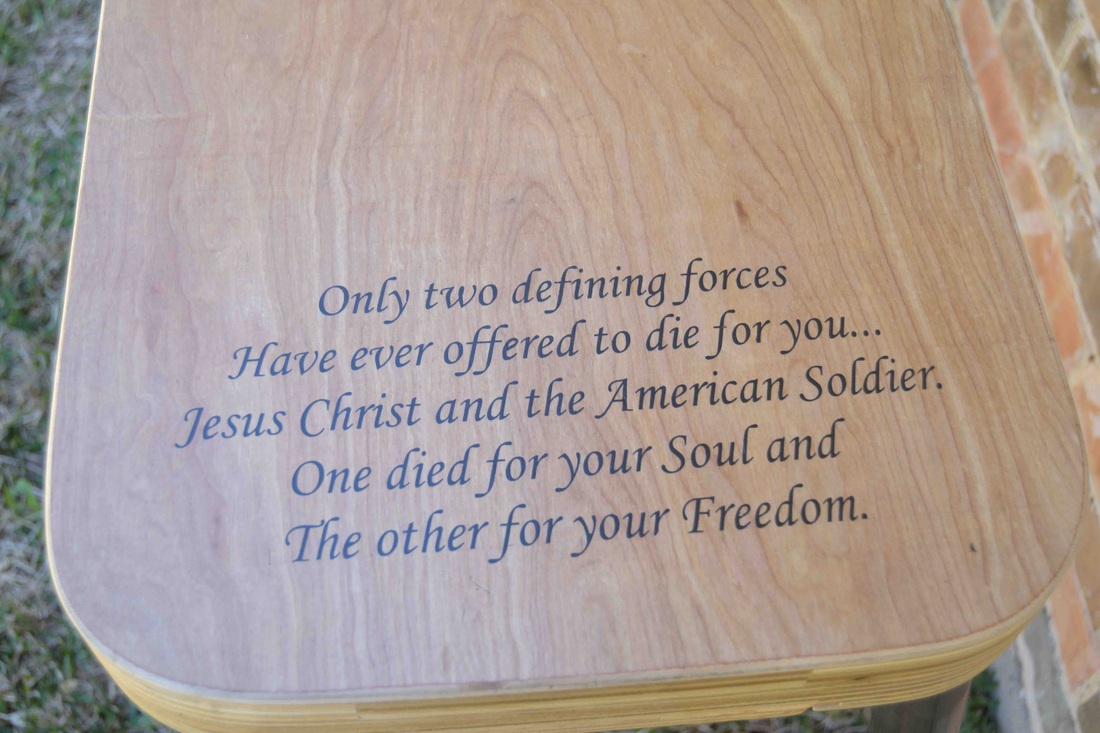 Only two defining forces
Have ever offered to die for you...
Jesus Christ and the American Soldier.
One died for your Soul and
The other for your Freedom.